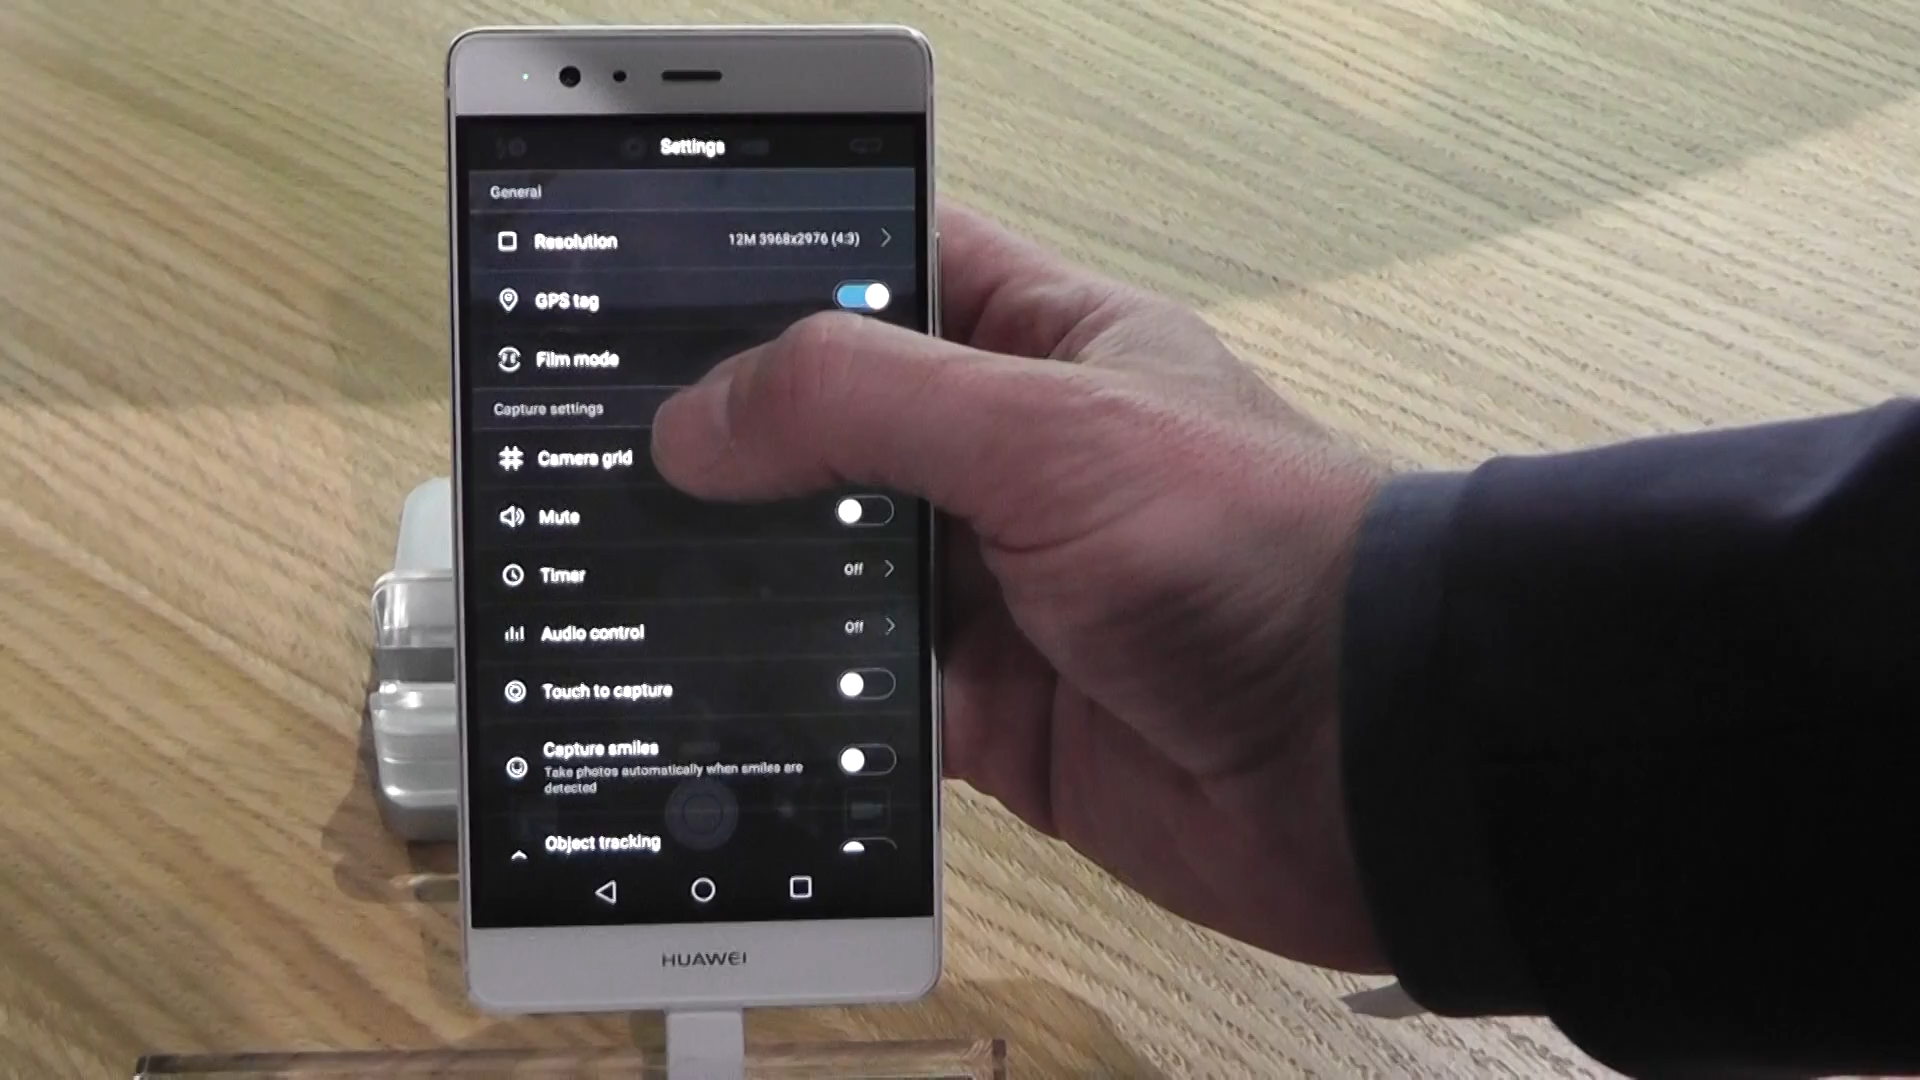 Settings
General
Resolution 12M 3968x2976 (4:3)
GPS tag
Film mode
Capture settings
Camera grid
Mute
Timer Off
Audio control Off
Touch to capture
Capture smiles
Take photos automatically when smiles are
detected
Object tracking
HUAWEI